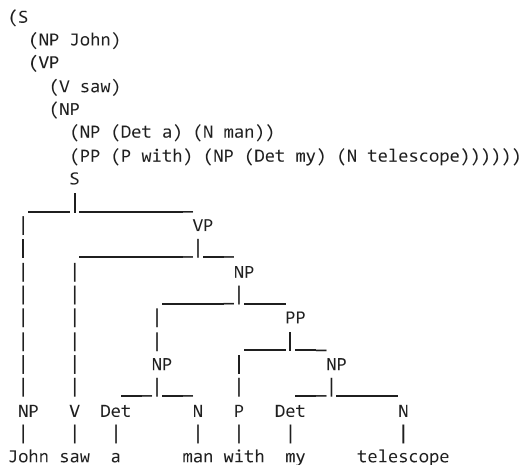 (S
(NP John)
(VP
(V saw)
(NP
(NP (Det a) (N man))
(PP (P with) (NP (Det my) (N telescope))))))
S
VP
NP
PP
NP NP
NP V Det N P Det N
John saw a man with my telescope